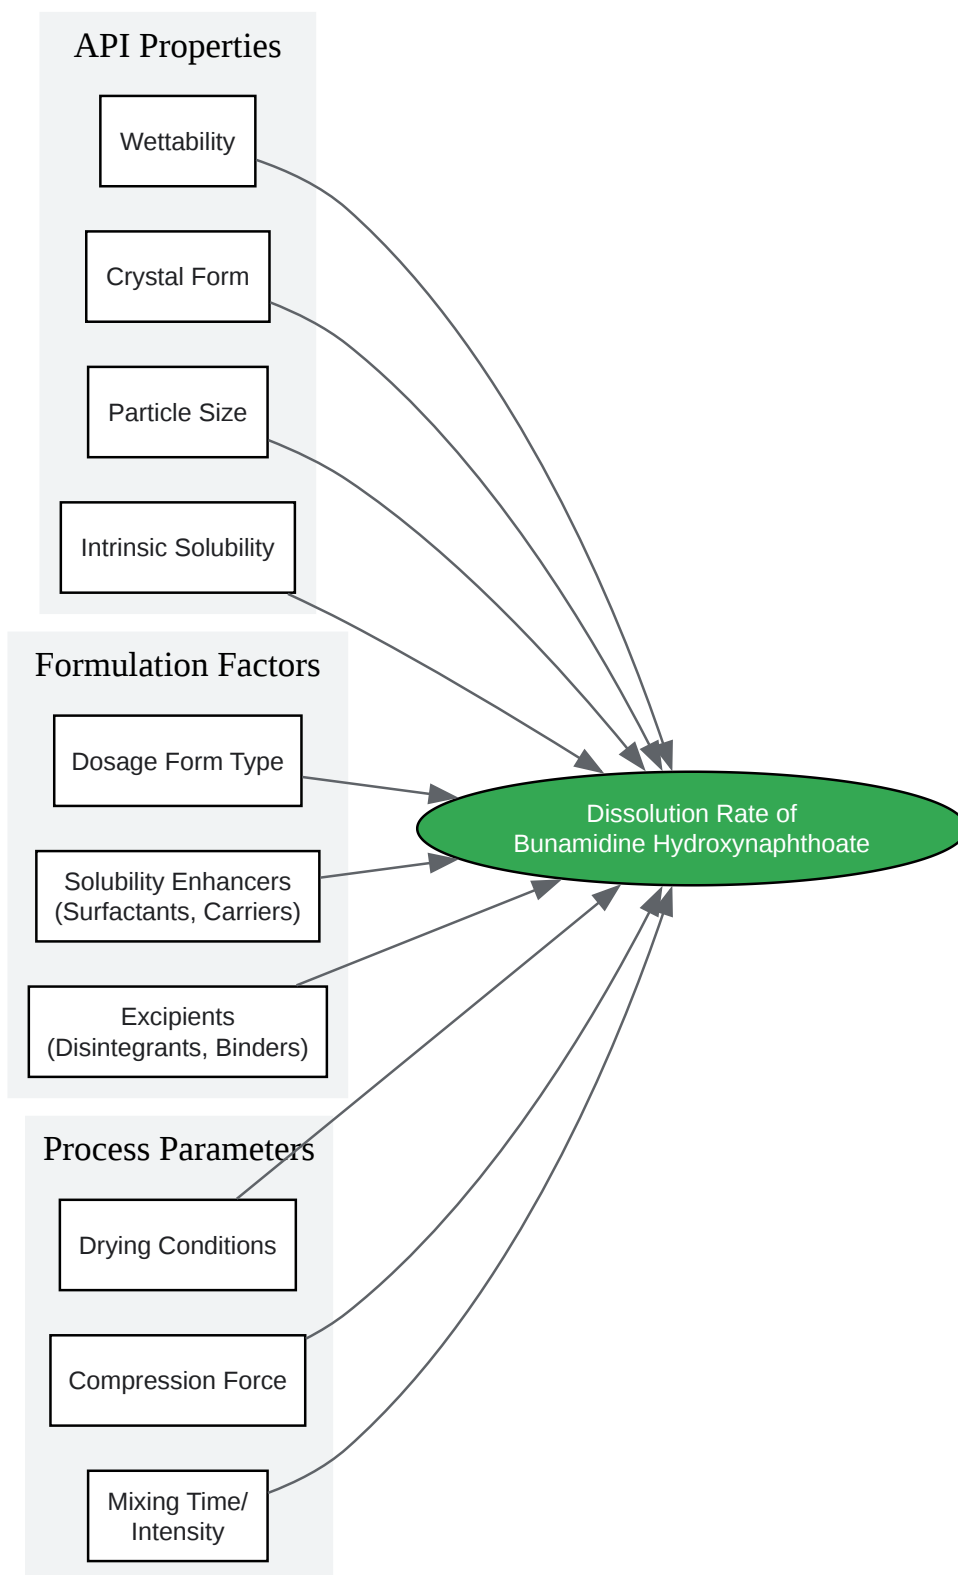 API Properties
Wettability
Crystal Form
Particle Size
Intrinsic Solubility
Formulation Factors
Dosage Form Type
Solubility Enhancers
(Surfactants, Carriers)
Excipients
(Disintegrants, Binders)
Process Parameters
Drying Conditions
Compression Force
Mixing Time/
Intensity
Dissolution Rate of
Bunamidine Hydroxynaphthoate